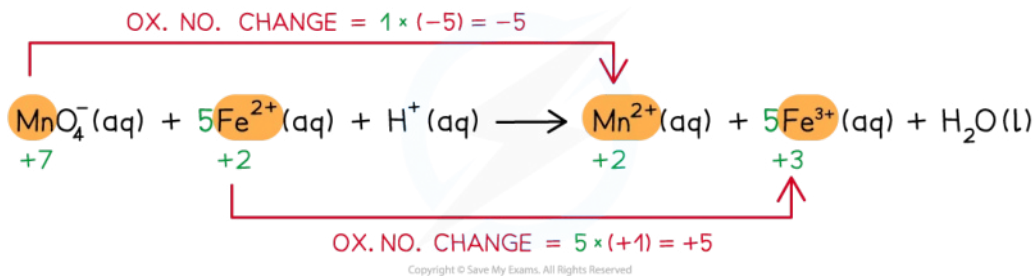 OX. NO. CHANGE = 1 × (−5) = −5
MnO₄⁻(aq) + 5Fe²⁺(aq) + H⁺(aq) ⟶ Mn²⁺(aq) + 5Fe³⁺(aq) + H₂O(l)
+7 +2 +2 +3
OX. NO. CHANGE = 5 × (+1) = +5
Copyright © Save My Exams. All Rights Reserved